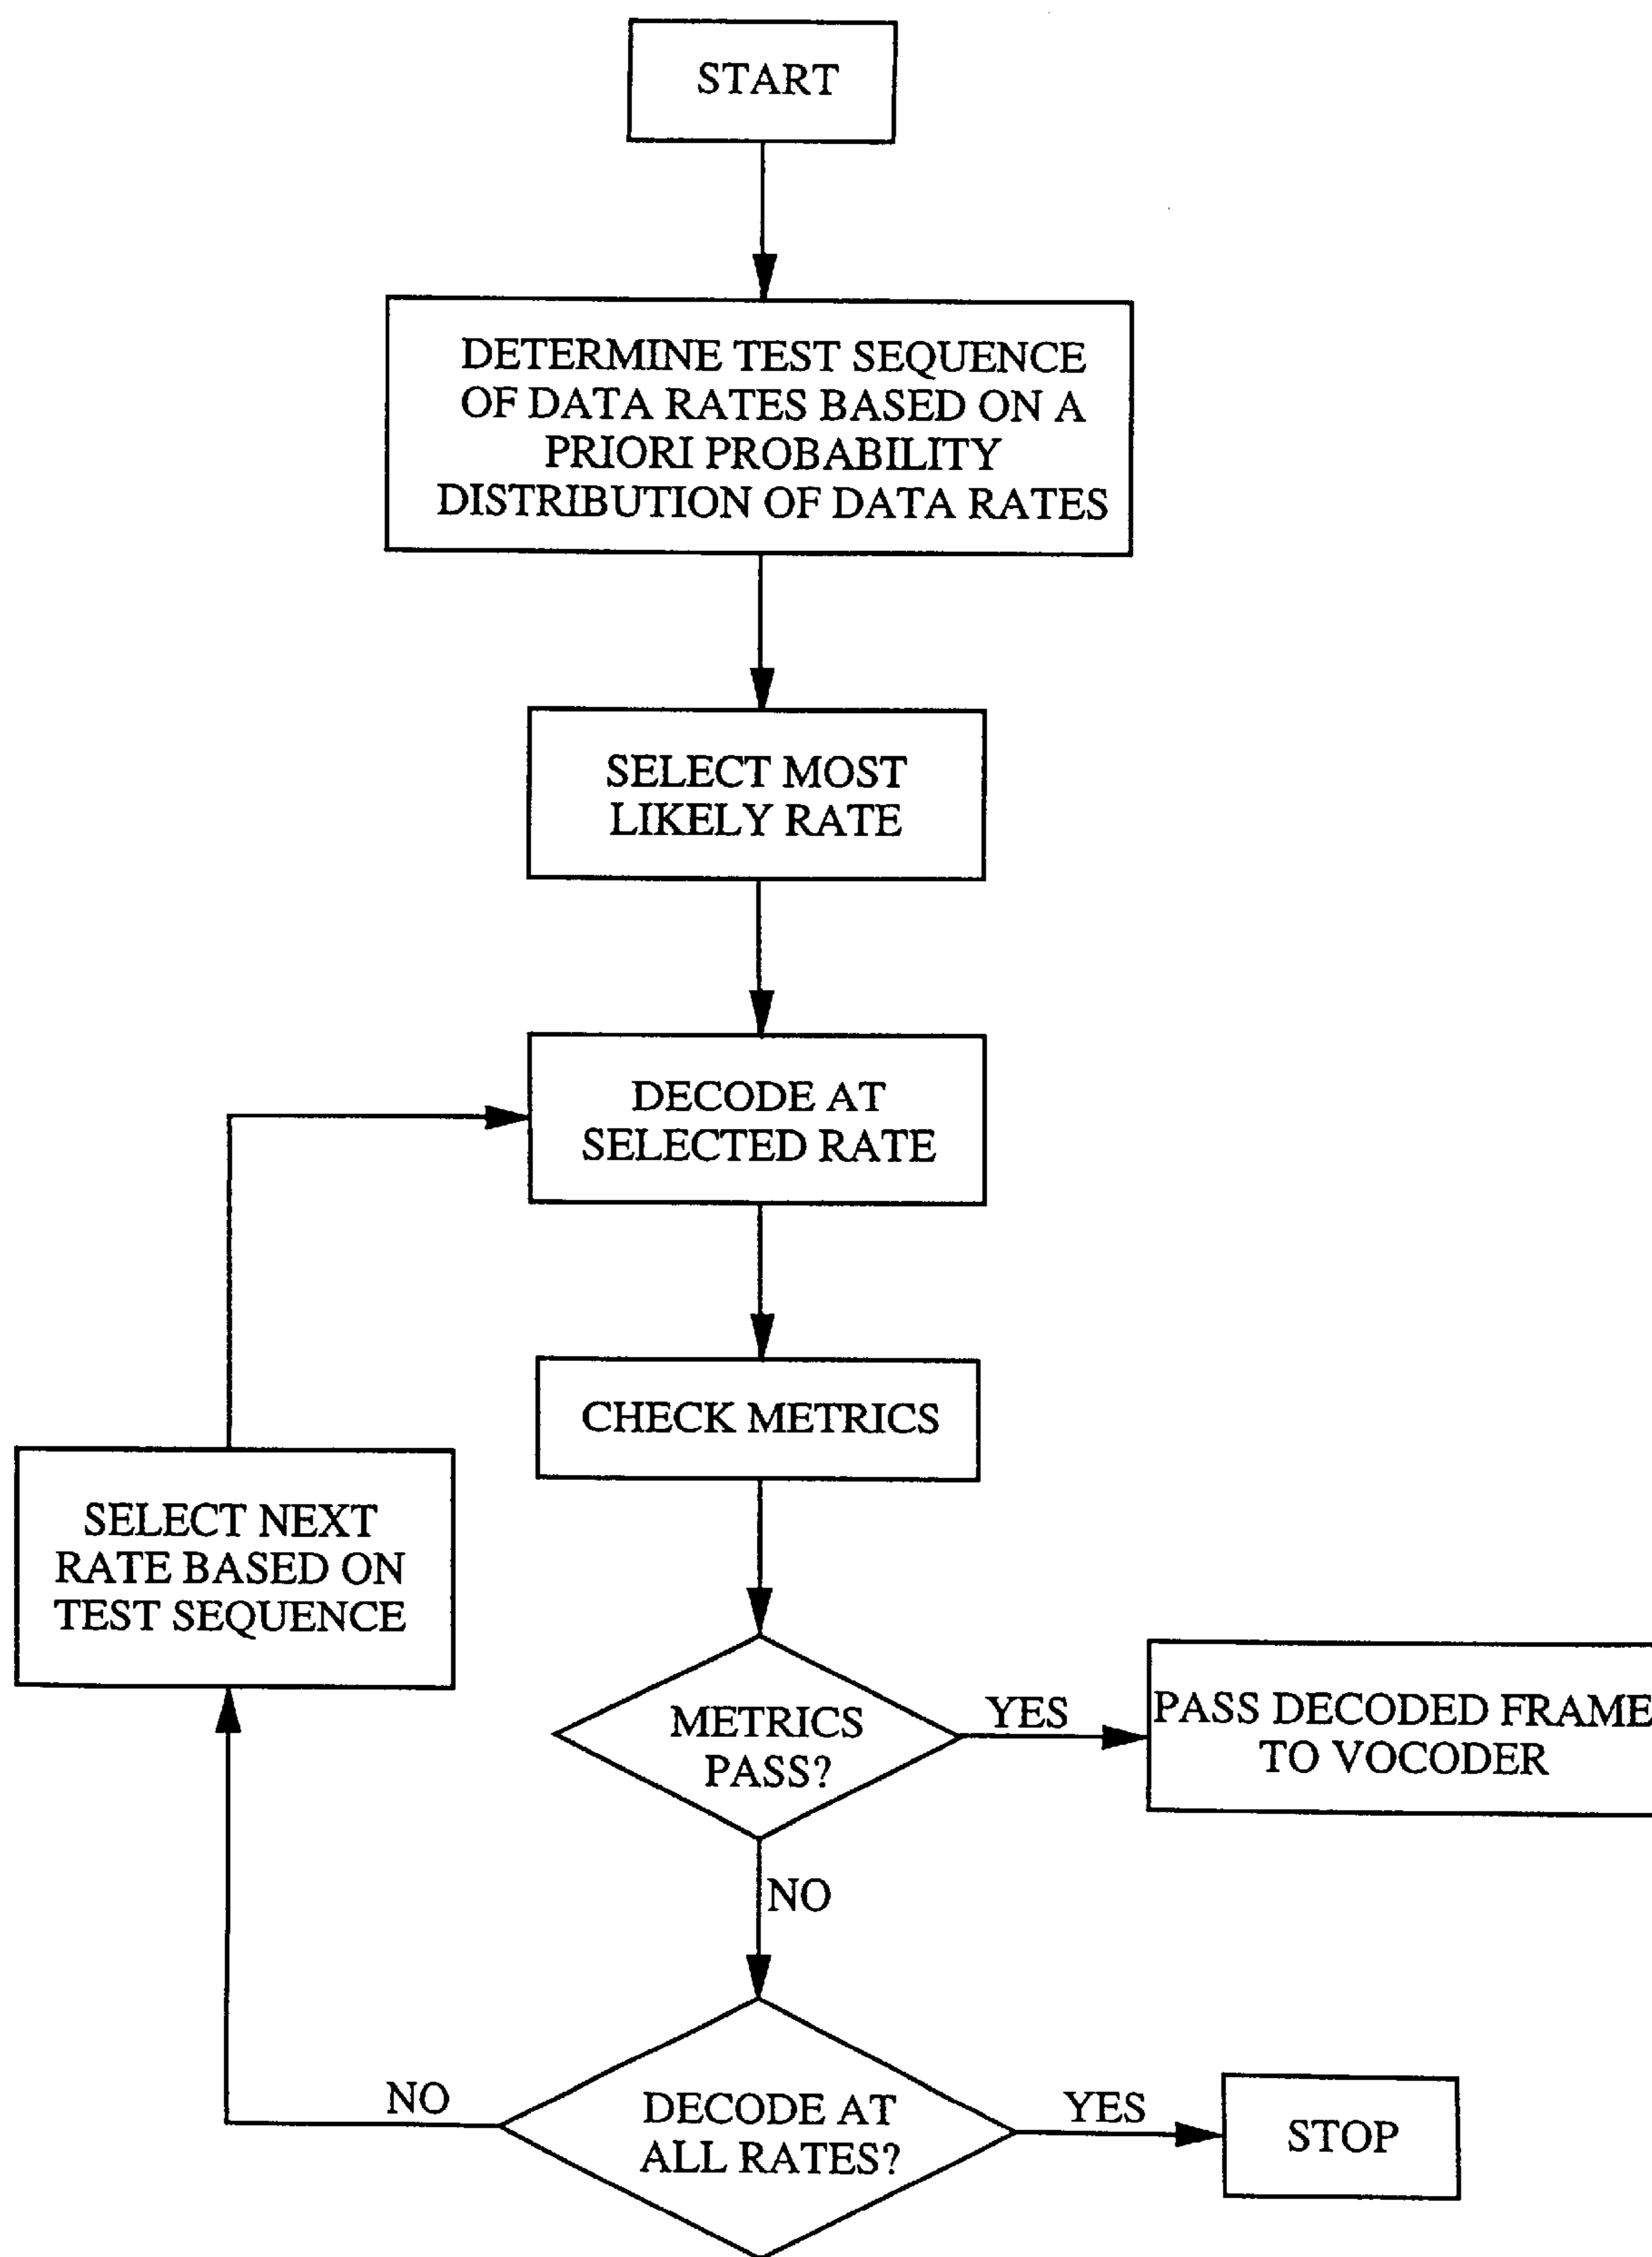 START
DETERMINE TEST SEQUENCE
OF DATA RATES BASED ON A
PRIORI PROBABILITY
DISTRIBUTION OF DATA RATES
SELECT MOST
LIKELY RATE
DECODE AT
SELECTED RATE
CHECK METRICS
SELECT NEXT
RATE BASED ON
TEST SEQUENCE
METRICS
PASS?
YES
PASS DECODED FRAME
TO VOCODER
NO
DECODE AT
ALL RATES?
NO
YES
STOP